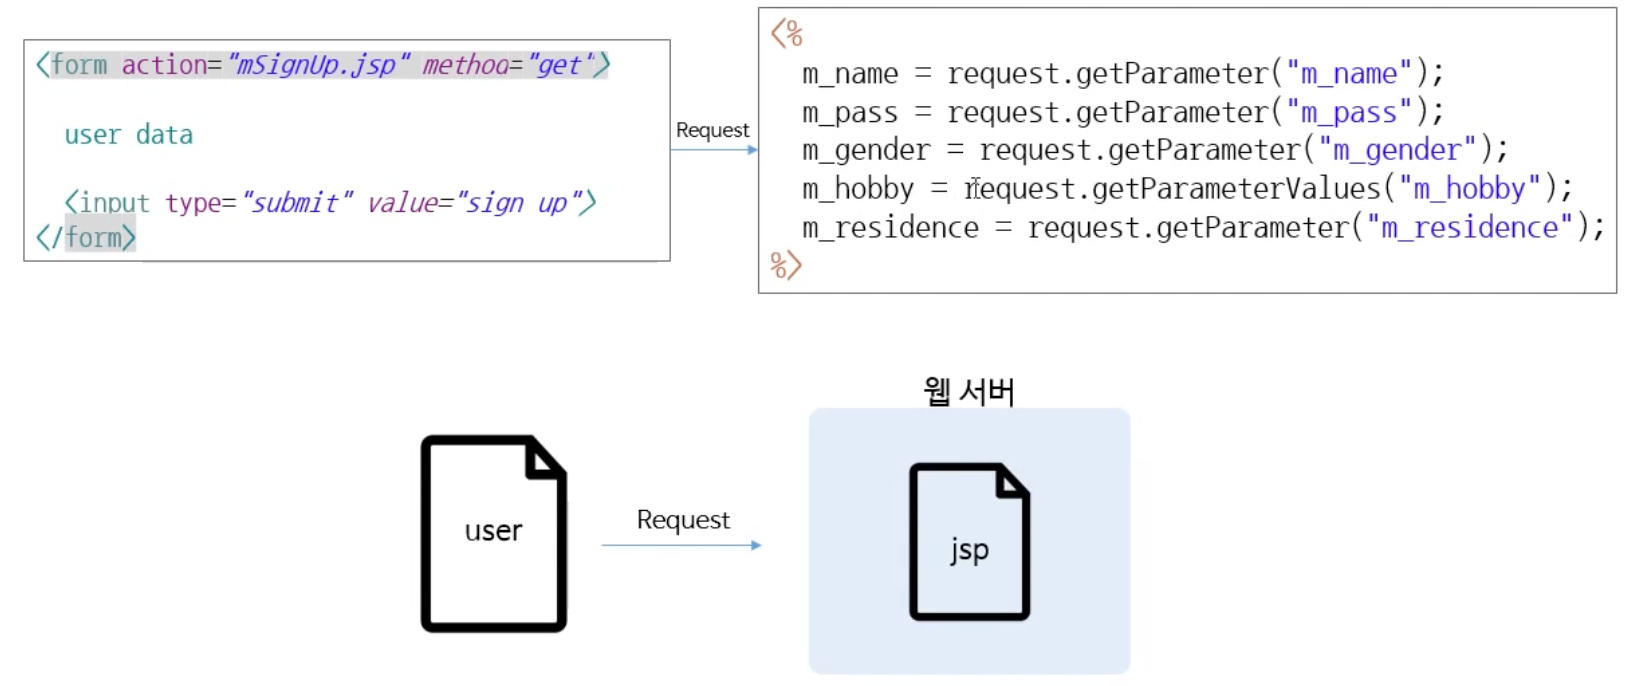 <form action="mSignUp.jsp" method="get">
user data
<input type="submit" value="sign up">
</form>
Request
<%
m_name = request.getParameter("m_name");
m_pass = request.getParameter("m_pass");
m_gender = request.getParameter("m_gender");
m_hobby = request.getParameterValues("m_hobby");
m_residence = request.getParameter("m_residence");
%>
웹 서버
user
Request
jsp